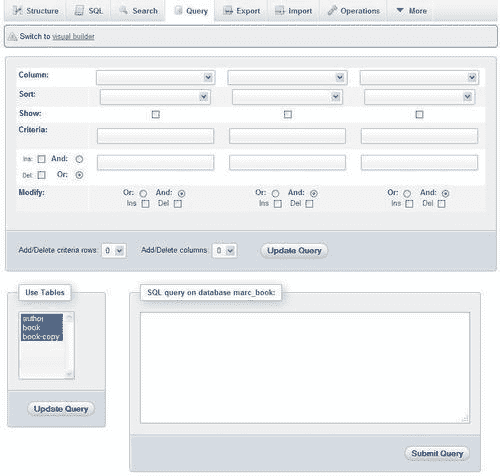 Structure SQL Search Query Export Import Operations More
Switch to visual builder
Column:
Sort:
Show:
Criteria:
Ins: And:
Del: Or:
Modify: Or: And: Or: And: Or: And:
Ins Del Ins Del Ins Del
Add/Delete criteria rows: 0 Add/Delete columns: 0 Update Query
Use Tables
author
book
book-copy
Update Query
SQL query on database marc_book:
Submit Query